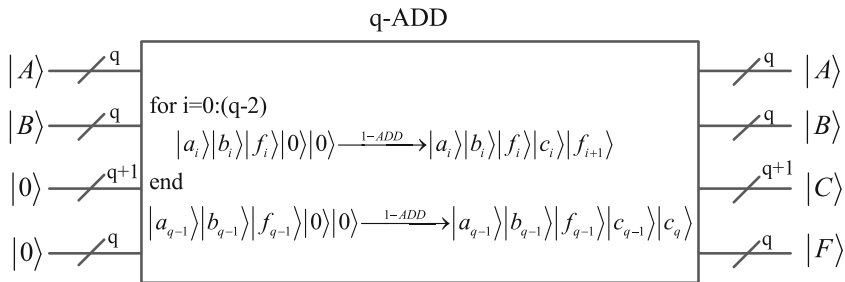 q-ADD
|A⟩ q q |A⟩
for i=0:(q-2)
|B⟩ q q |B⟩
|a_i⟩|b_i⟩|f_i⟩|0⟩|0⟩ 1-ADD |a_i⟩|b_i⟩|f_i⟩|c_i⟩|f_{i+1}⟩
|0⟩ q+1 end q+1 |C⟩
|a_{q-1}⟩|b_{q-1}⟩|f_{q-1}⟩|0⟩|0⟩ 1-ADD |a_{q-1}⟩|b_{q-1}⟩|f_{q-1}⟩|c_{q-1}⟩|c_q⟩
|0⟩ q q |F⟩